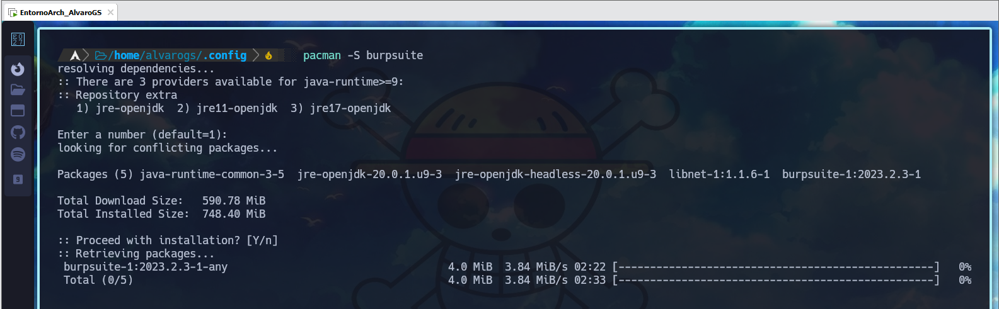 EntornoArch_AlvaroGS
E0
27
/home/alvarogs/.config pacman -S burpsuite
resolving dependencies...
:: There are 3 providers available for java-runtime>=9:
:: Repository extra
1) jre-openjdk 2) jre11-openjdk 3) jre17-openjdk
Enter a number (default=1):
looking for conflicting packages...
Packages (5) java-runtime-common-3-5 jre-openjdk-20.0.1.u9-3 jre-openjdk-headless-20.0.1.u9-3 libnet-1:1.1.6-1 burpsuite-1:2023.2.3-1
Total Download Size: 590.78 MiB
Total Installed Size: 748.40 MiB
:: Proceed with installation? [Y/n]
:: Retrieving packages...
burpsuite-1:2023.2.3-1-any 4.0 MiB 3.84 MiB/s 02:22 [--------------------------------------------------] 0%
Total (0/5) 4.0 MiB 3.84 MiB/s 02:33 [--------------------------------------------------] 0%
9